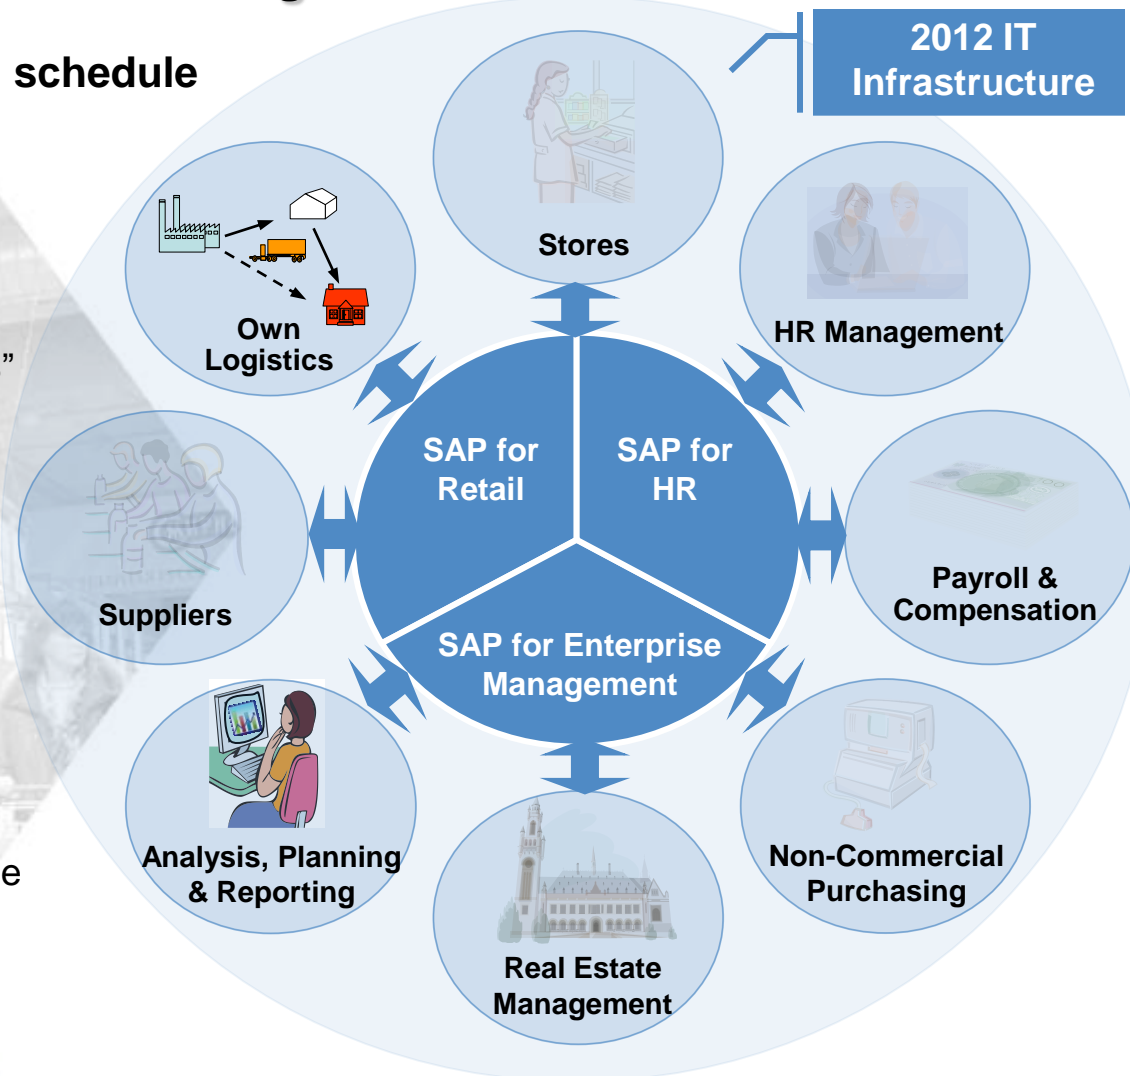 schedule
2012 IT
Infrastructure
Stores
Own
Logistics
HR Management
”
SAP for
Retail
SAP for
HR
Suppliers
Payroll &
Compensation
SAP for Enterprise
Management
Analysis, Planning
& Reporting
Non-Commercial
Purchasing
e
Real Estate
Management